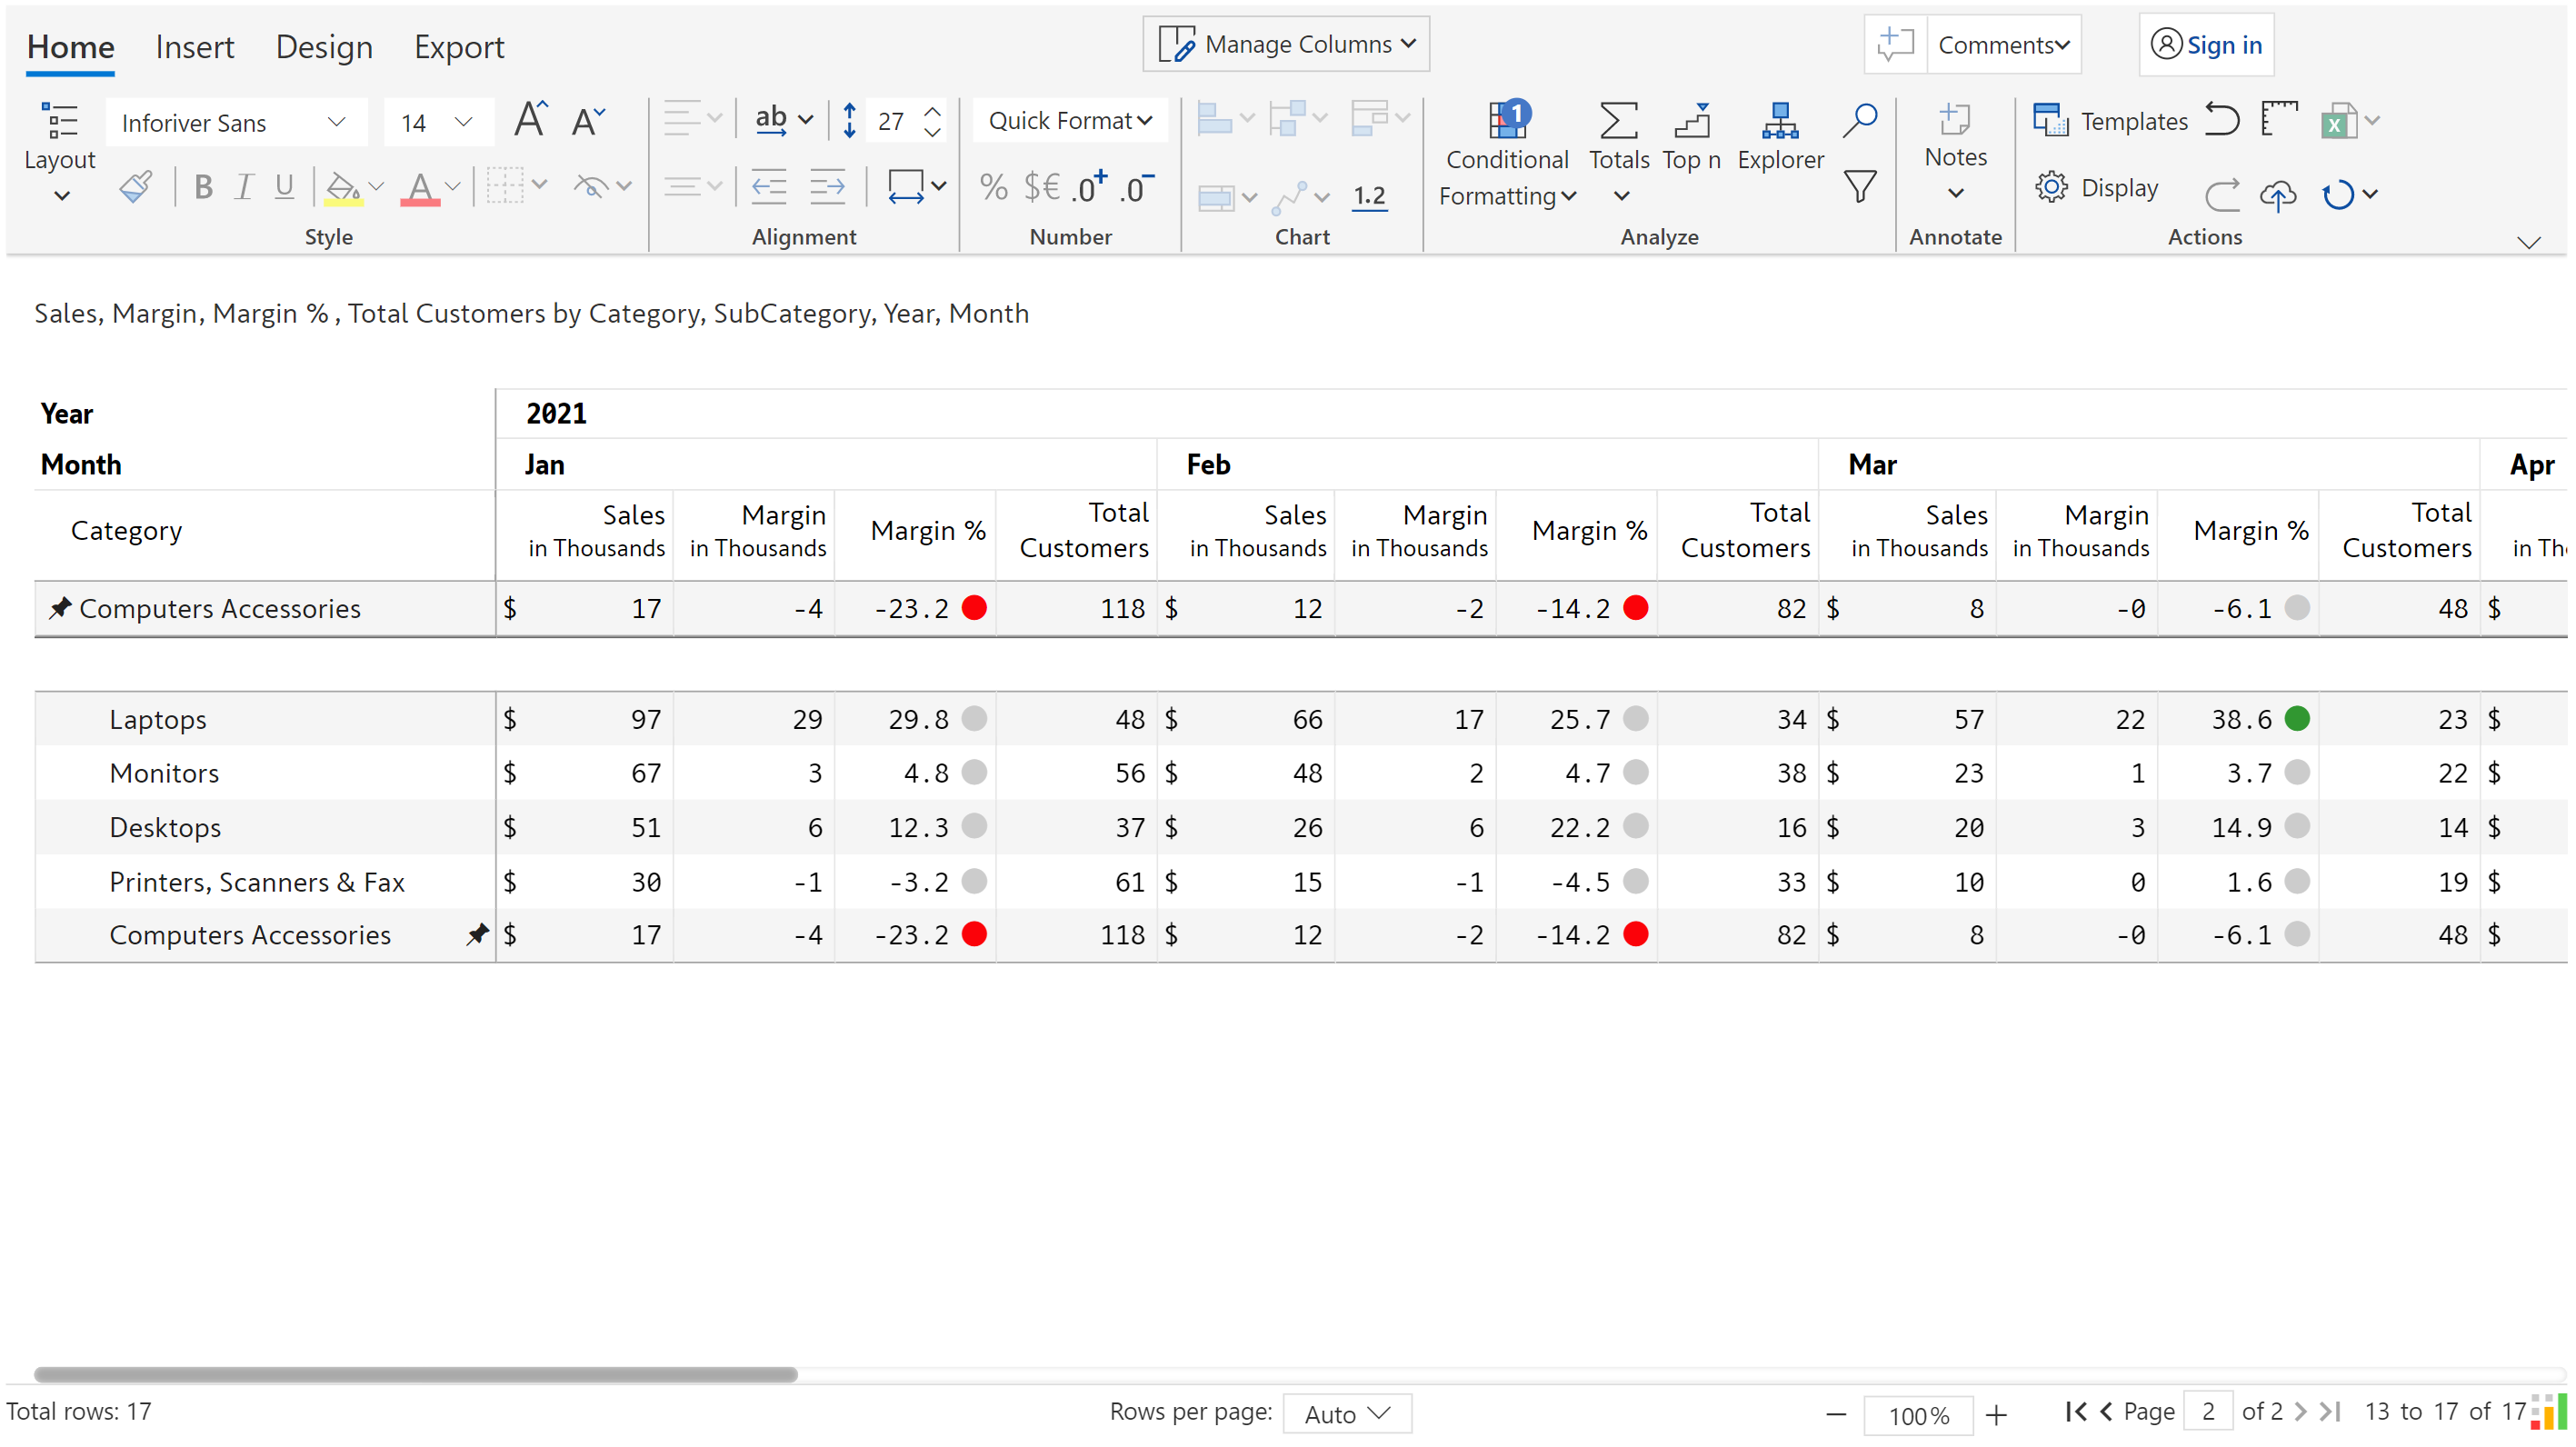 Home Insert Design Export Manage Columns Comments Sign in
Layout Inforiver Sans 14 A A ab 27 Quick Format Conditional Formatting 1 Totals Top n Explorer Notes Templates X
B I U A % $€ .0+ .0- 1.2 Display
Style Alignment Number Chart Analyze Annotate Actions
Sales, Margin, Margin % , Total Customers by Category, SubCategory, Year, Month
Year 2021
Month Jan Feb Mar Apr
Category Sales in Thousands Margin in Thousands Margin % Total Customers Sales in Thousands Margin in Thousands Margin % Total Customers Sales in Thousands Margin in Thousands Margin % Total Customers in Th
Computers Accessories $ 17 -4 -23.2 118 $ 12 -2 -14.2 82 $ 8 -0 -6.1 48 $
Laptops $ 97 29 29.8 48 $ 66 17 25.7 34 $ 57 22 38.6 23 $
Monitors $ 67 3 4.8 56 $ 48 2 4.7 38 $ 23 1 3.7 22 $
Desktops $ 51 6 12.3 37 $ 26 6 22.2 16 $ 20 3 14.9 14 $
Printers, Scanners & Fax $ 30 -1 -3.2 61 $ 15 -1 -4.5 33 $ 10 0 1.6 19 $
Computers Accessories $ 17 -4 -23.2 118 $ 12 -2 -14.2 82 $ 8 -0 -6.1 48 $
Total rows: 17 Rows per page: Auto 100% Page 2 of 2 13 to 17 of 17